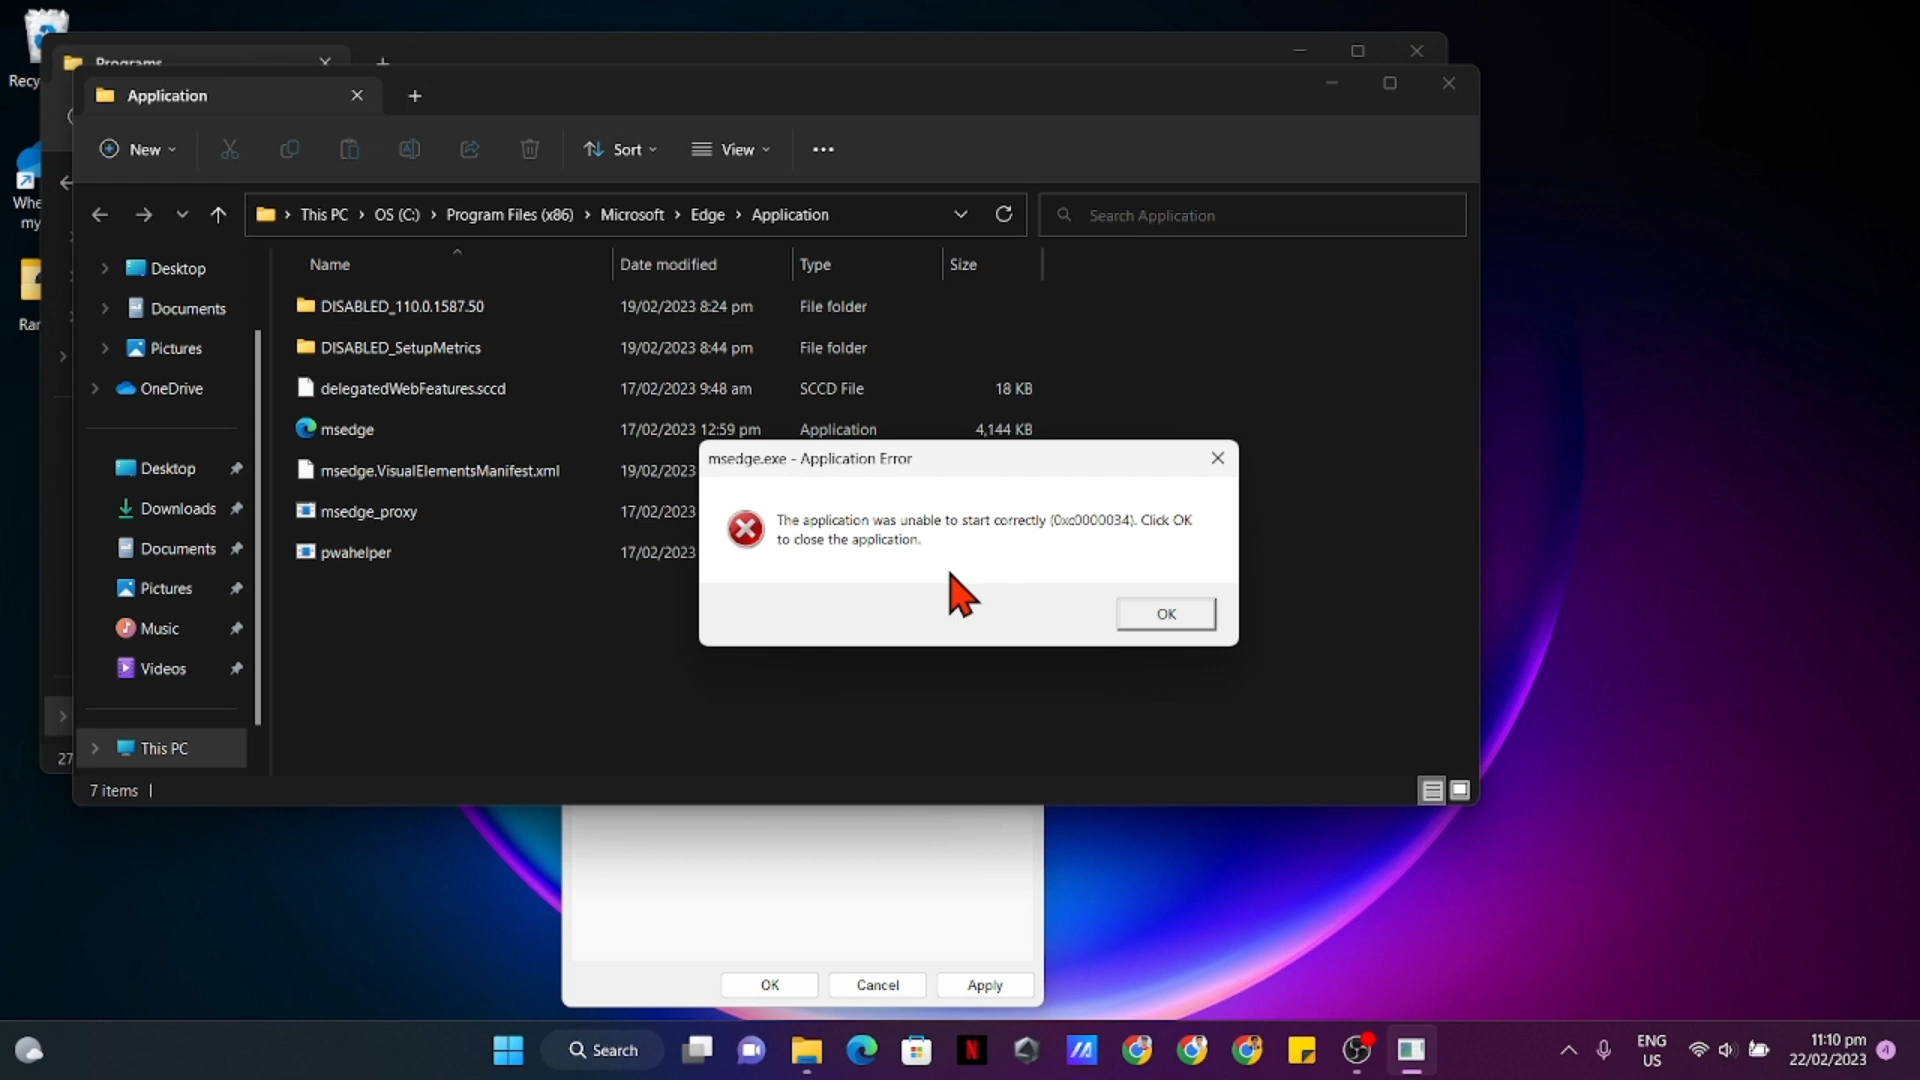 Recy
Programs
Application
New
Sort
View
Whe
my
This PC
OS (C:)
Program Files (x86)
Microsoft
Edge
Application
Search Application
Ran
Desktop
Documents
Pictures
OneDrive
Desktop
Downloads
Documents
Pictures
Music
Videos
This PC
Name
Date modified
Type
Size
DISABLED_110.0.1587.50
19/02/2023 8:24 pm
File folder
DISABLED_SetupMetrics
19/02/2023 8:44 pm
File folder
delegatedWebFeatures.sccd
17/02/2023 9:48 am
SCCD File
18 KB
msedge
17/02/2023 12:59 pm
Application
4,144 KB
msedge.VisualElementsManifest.xml
19/02/2023
msedge_proxy
17/02/2023
pwahelper
17/02/2023
msedge.exe - Application Error
The application was unable to start correctly (0xc0000034). Click OK
to close the application.
OK
27
7 items
OK
Cancel
Apply
Search
ENG
US
11:10 pm
22/02/2023
4